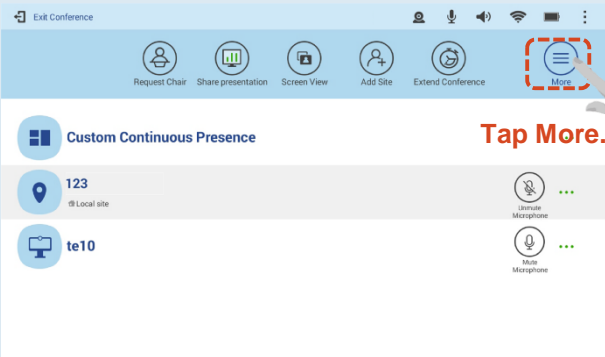 Exit Conference
Request Chair
Share presentation
Screen View
Add Site
Extend Conference
More
Tap More.
Custom Continuous Presence
123
Local site
Unmute
Microphone
te10
Mute
Microphone